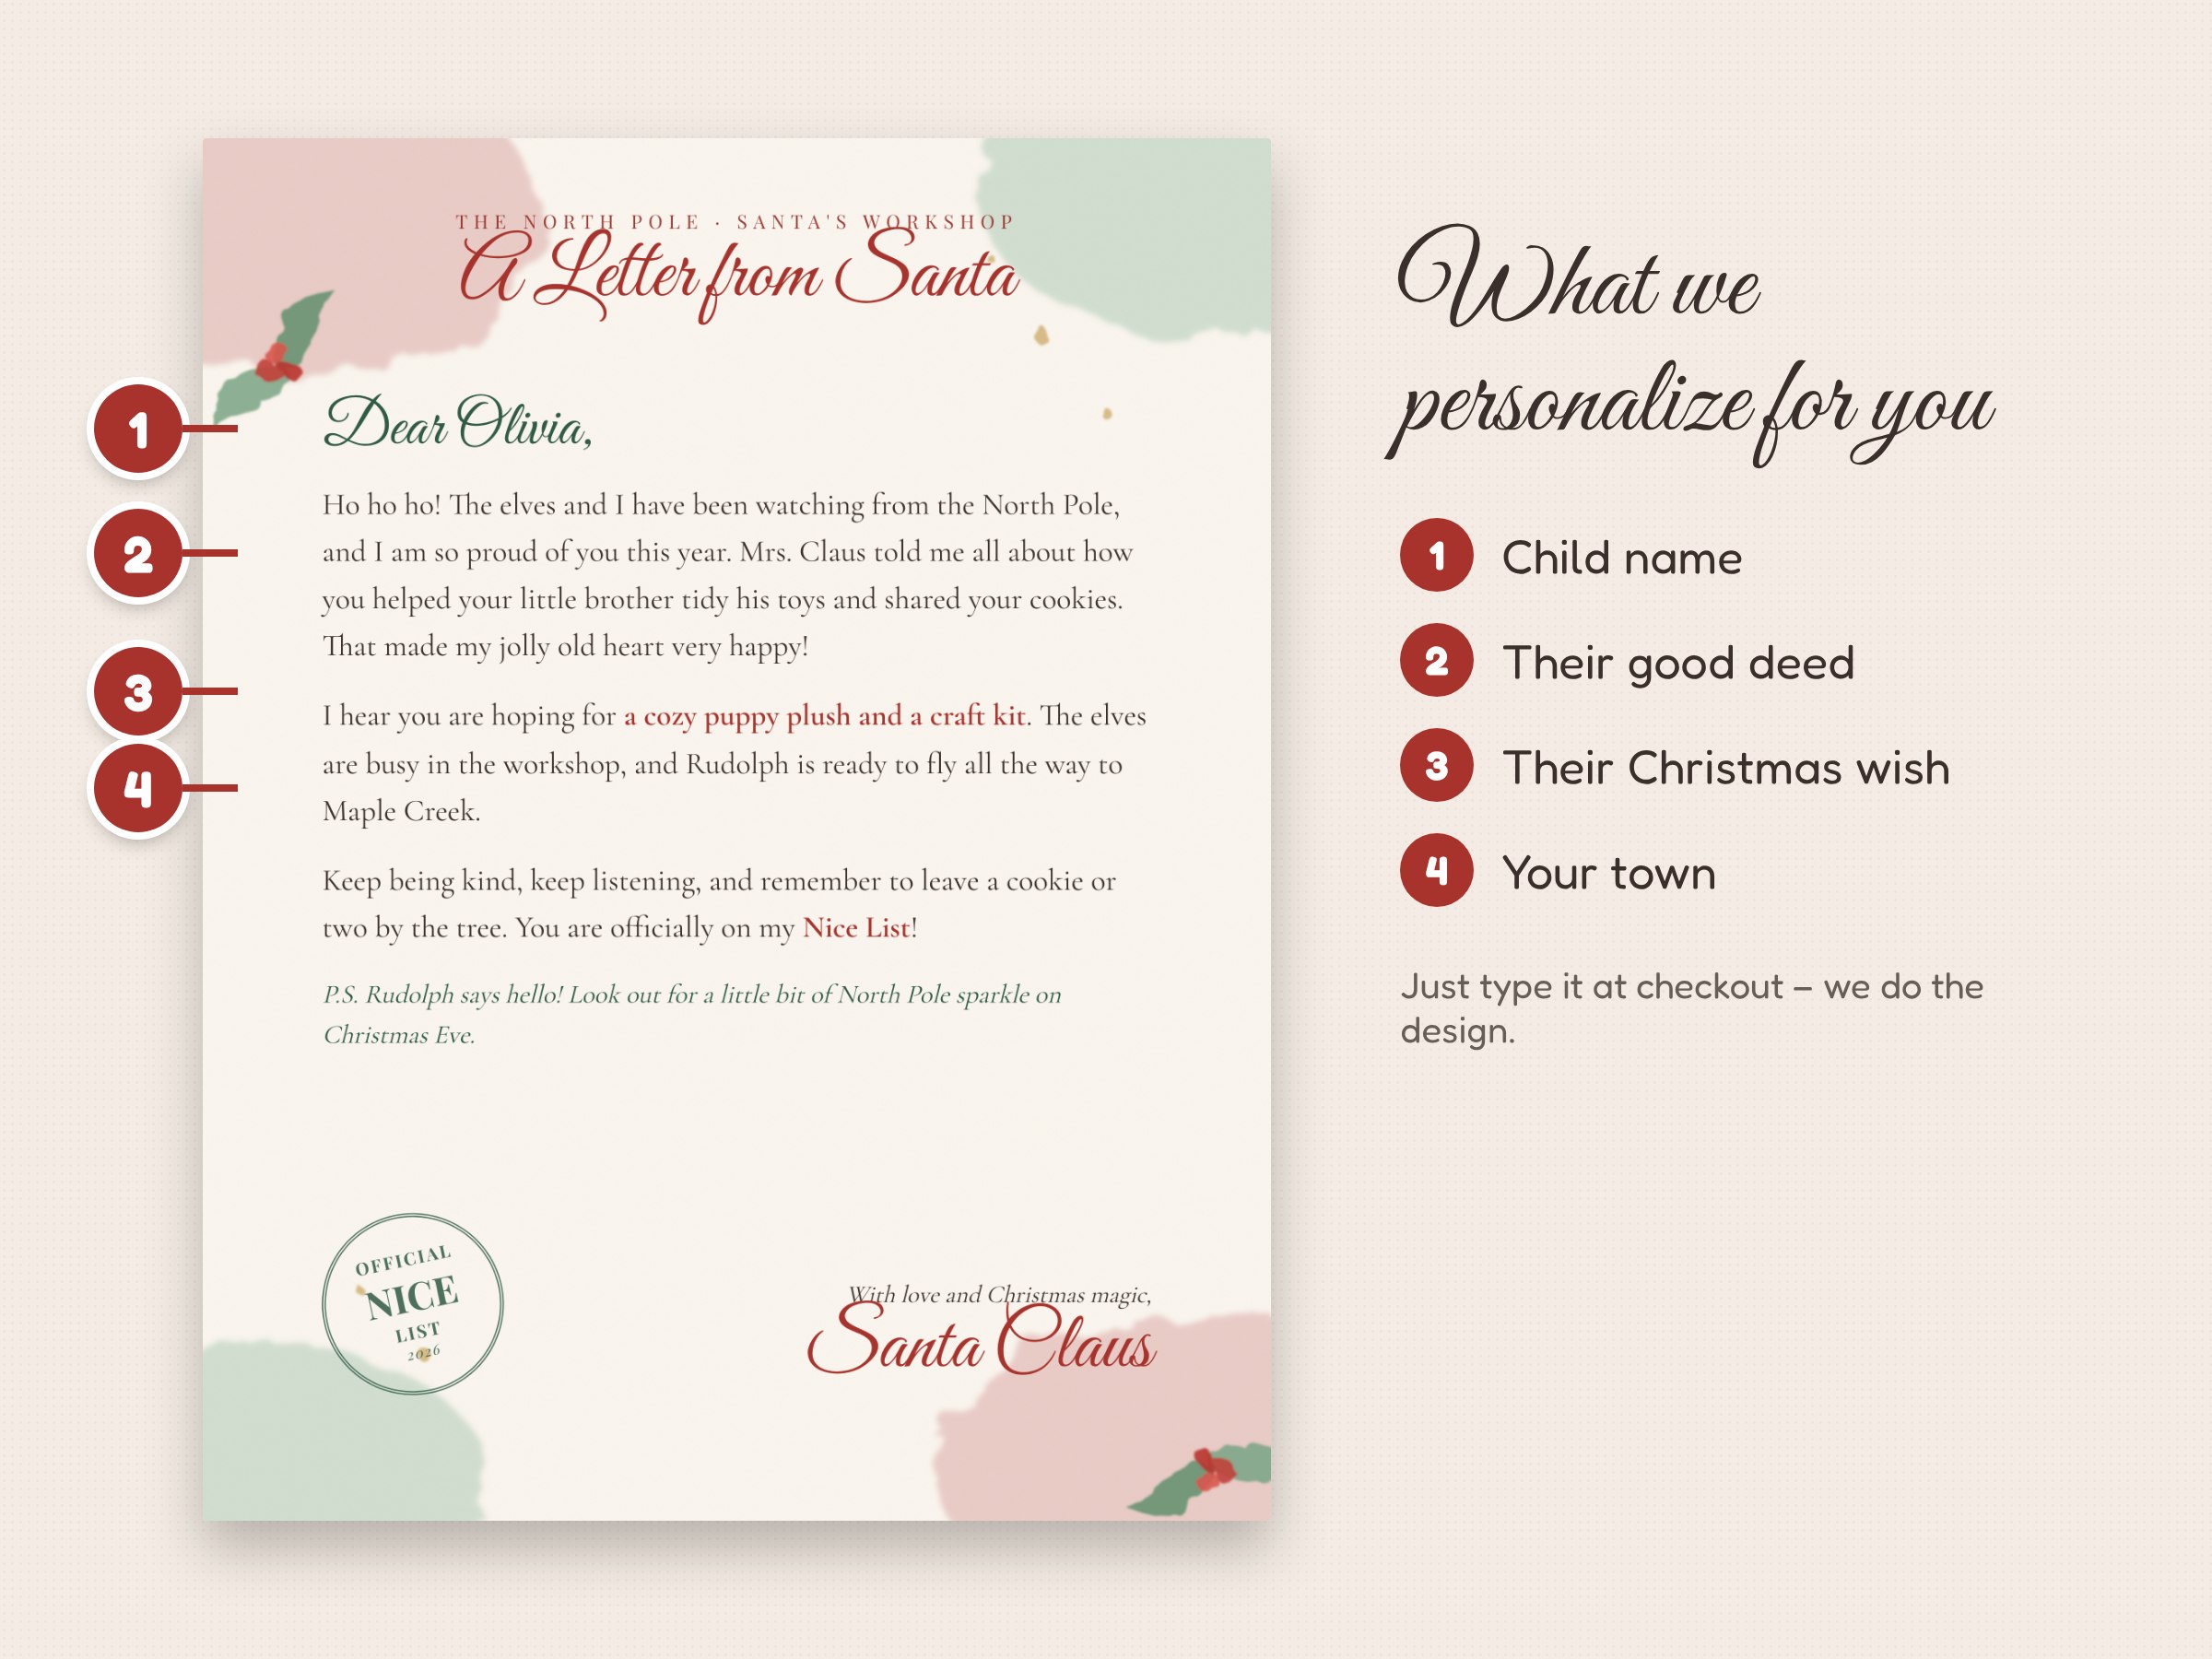 THE NORTH POLE · SANTA'S WORKSHOP
A Letter from Santa
1
Dear Olivia,
2
Ho ho ho! The elves and I have been watching from the North Pole,
and I am so proud of you this year. Mrs. Claus told me all about how
you helped your little brother tidy his toys and shared your cookies.
That made my jolly old heart very happy!
3
I hear you are hoping for a cozy puppy plush and a craft kit. The elves
4
are busy in the workshop, and Rudolph is ready to fly all the way to
Maple Creek.
Keep being kind, keep listening, and remember to leave a cookie or
two by the tree. You are officially on my Nice List!
P.S. Rudolph says hello! Look out for a little bit of North Pole sparkle on
Christmas Eve.
OFFICIAL
NICE
LIST
2026
With love and Christmas magic,
Santa Claus
What we
personalize for you
1 Child name
2 Their good deed
3 Their Christmas wish
4 Your town
Just type it at checkout – we do the
design.